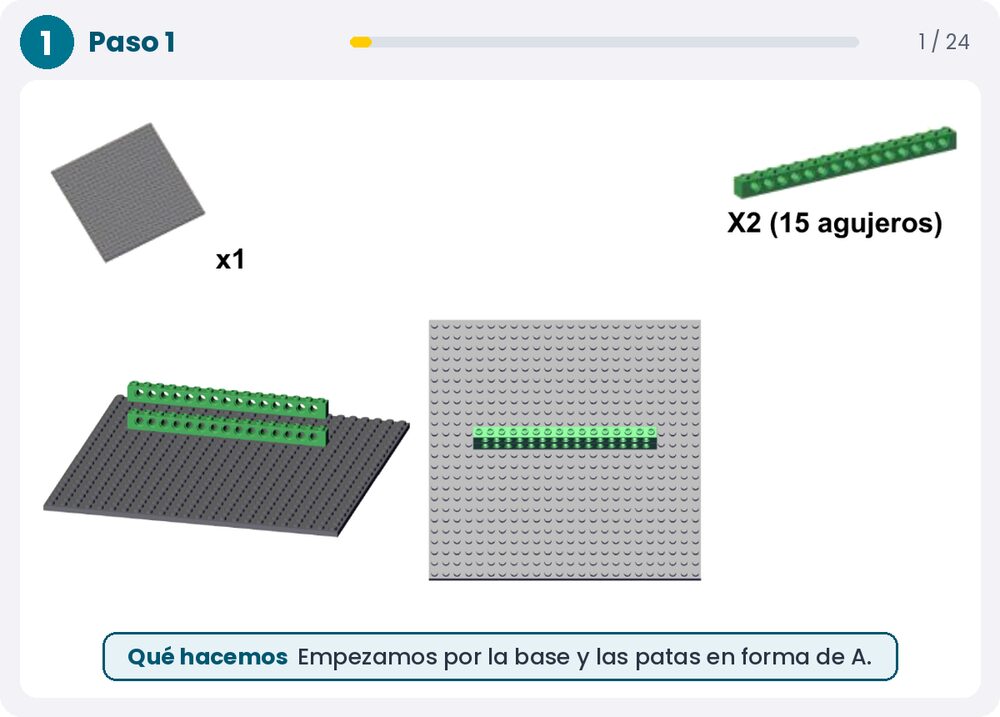 1 Paso 1
1 / 24
x1
X2 (15 agujeros)
Qué hacemos Empezamos por la base y las patas en forma de A.